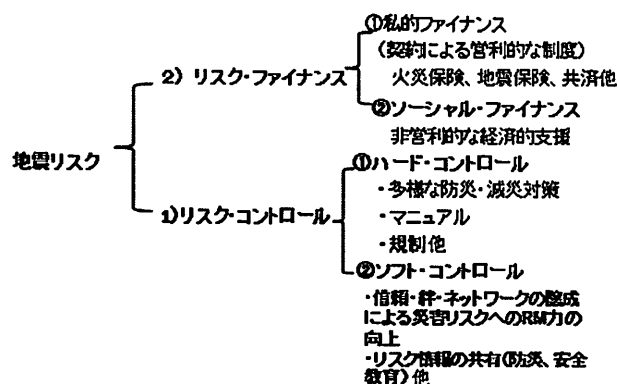 ①私的ファイナンス
(契約による営利的な制度)
火災保険、地震保険、共済他
2) リスク・ファイナンス
②ソーシャル・ファイナンス
非営利的な経済的支援
地震リスク
①ハード・コントロール
・多様な防災・減災対策
1)リスク・コントロール
・マニュアル
・規制他
②ソフト・コントロール
・信頼・絆・ネットワークの醸成
による災害リスクへのRM力の
向上
・リスク情報の共有(防災、安全
教育)他